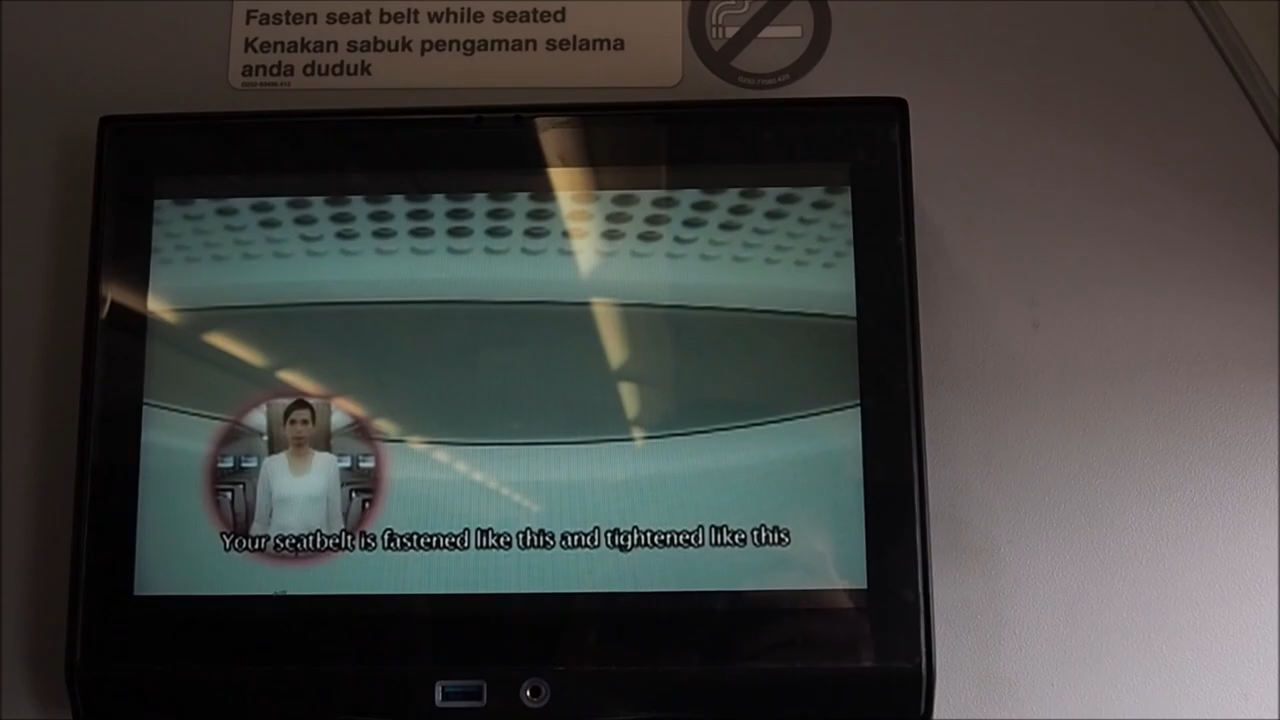 Fasten seat belt while seated
Kenakan sabuk pengaman selama
anda duduk
Your seatbelt is fastened like this and tightened like this